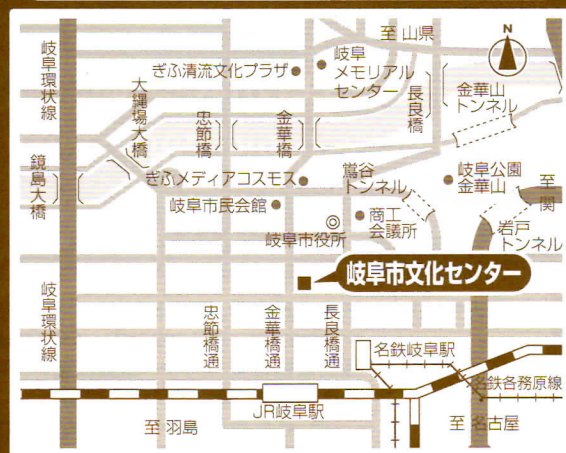 至 山県
N
岐阜環状線
ぎふ清流文化プラザ
岐阜
メモリアル
センター
長良橋
金華山
トンネル
大縄場大橋
忠節橋
金華橋
鏡島大橋
ぎふメディアコスモス
鶯谷
トンネル
岐阜公園
金華山
至
関
岐阜市民会館
商工
会議所
岐阜市役所
岩戸
トンネル
岐阜市文化センター
岐阜環状線
忠節橋通
金華橋通
長良橋通
名鉄岐阜駅
名鉄各務原線
JR岐阜駅
至 羽島
至 名古屋